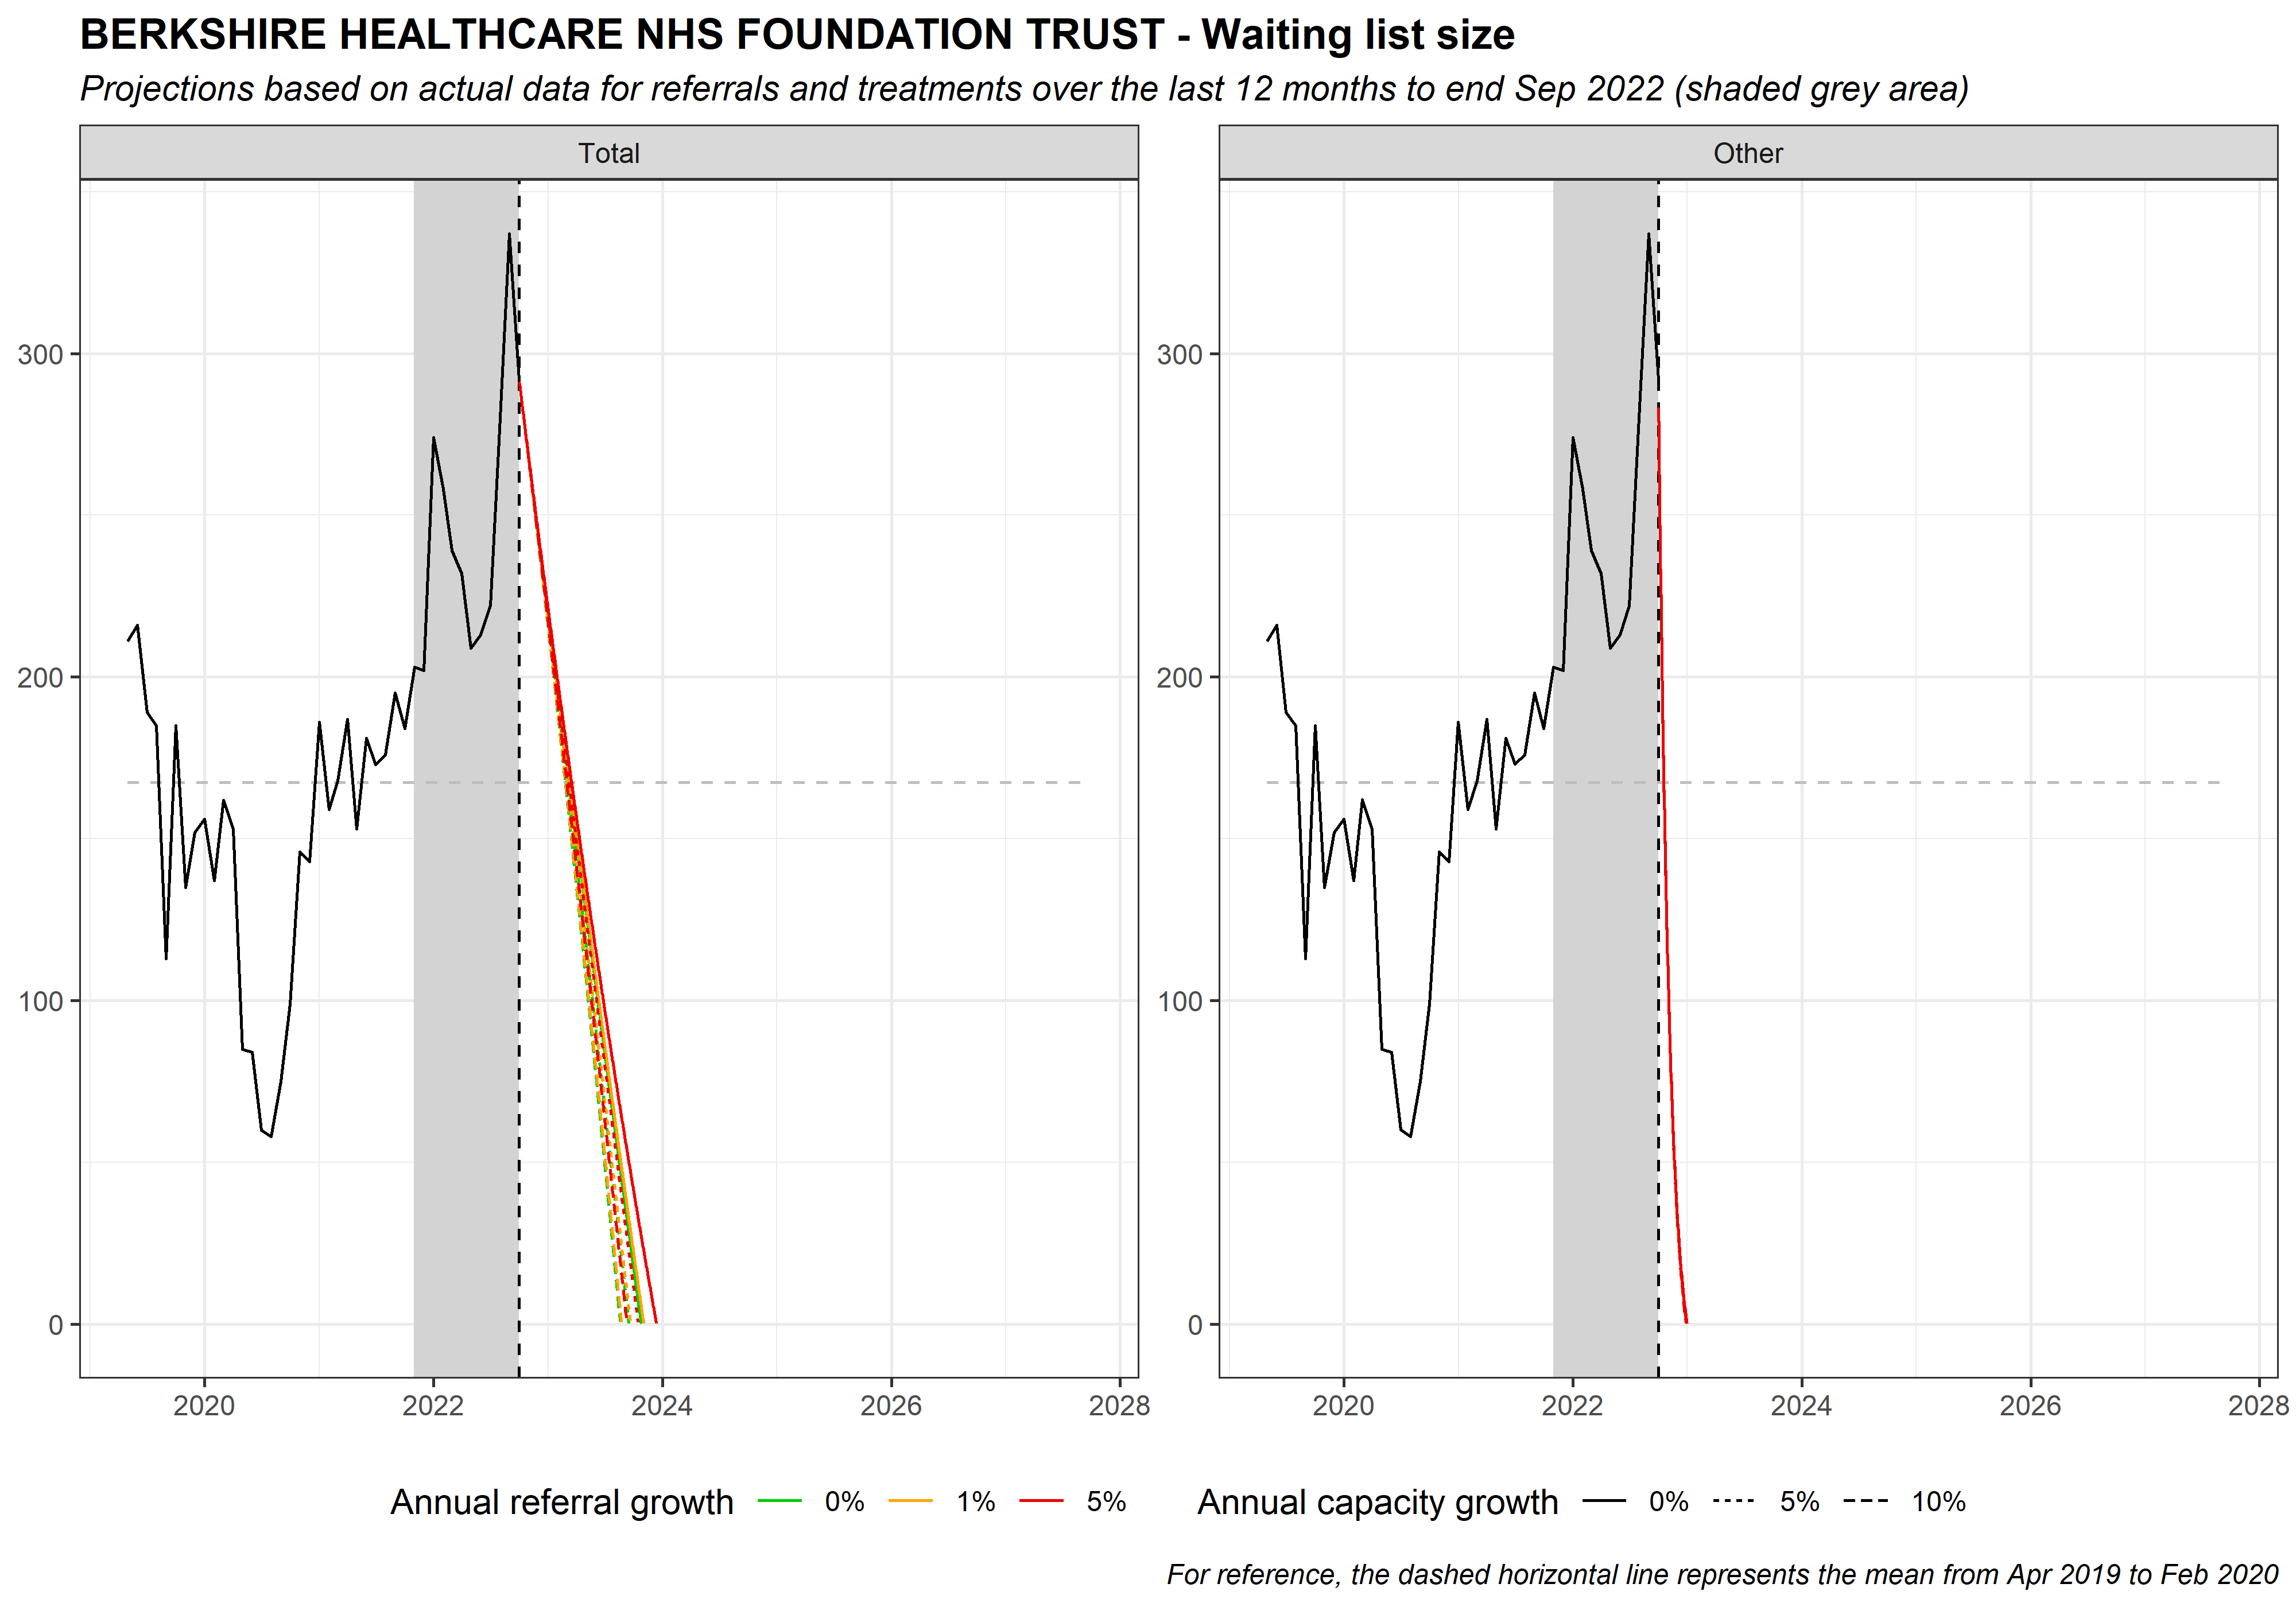 BERKSHIRE HEALTHCARE NHS FOUNDATION TRUST - Waiting list size
Projections based on actual data for referrals and treatments over the last 12 months to end Sep 2022 (shaded grey area)
Total
Other
300
200
100
0
300
200
100
0
2020 2022 2024 2026 2028
2020 2022 2024 2026 2028
Annual referral growth 0% 1% 5%
Annual capacity growth 0% 5% 10%
For reference, the dashed horizontal line represents the mean from Apr 2019 to Feb 2020